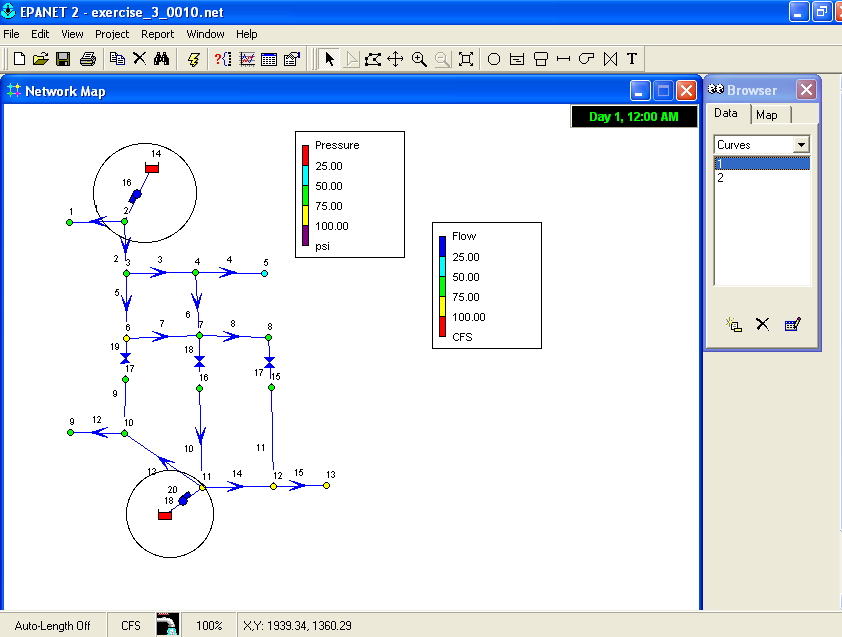 EPANET 2 - exercise_3_0010.net
File Edit View Project Report Window Help
Network Map
Day 1, 12:00 AM
Browser
Data Map
Curves
1
2
Pressure
25.00
50.00
75.00
100.00
psi
Flow
25.00
50.00
75.00
100.00
CFS
14
16
1 1 2
2 3 3 4 4 5
5
6
6 7 7 8 8
19 18
17 16 17 15
9
9 12 10
10 11
13 11 14 12 15 13
20
18
Auto-Length Off CFS 100% X,Y: 1939.34, 1360.29